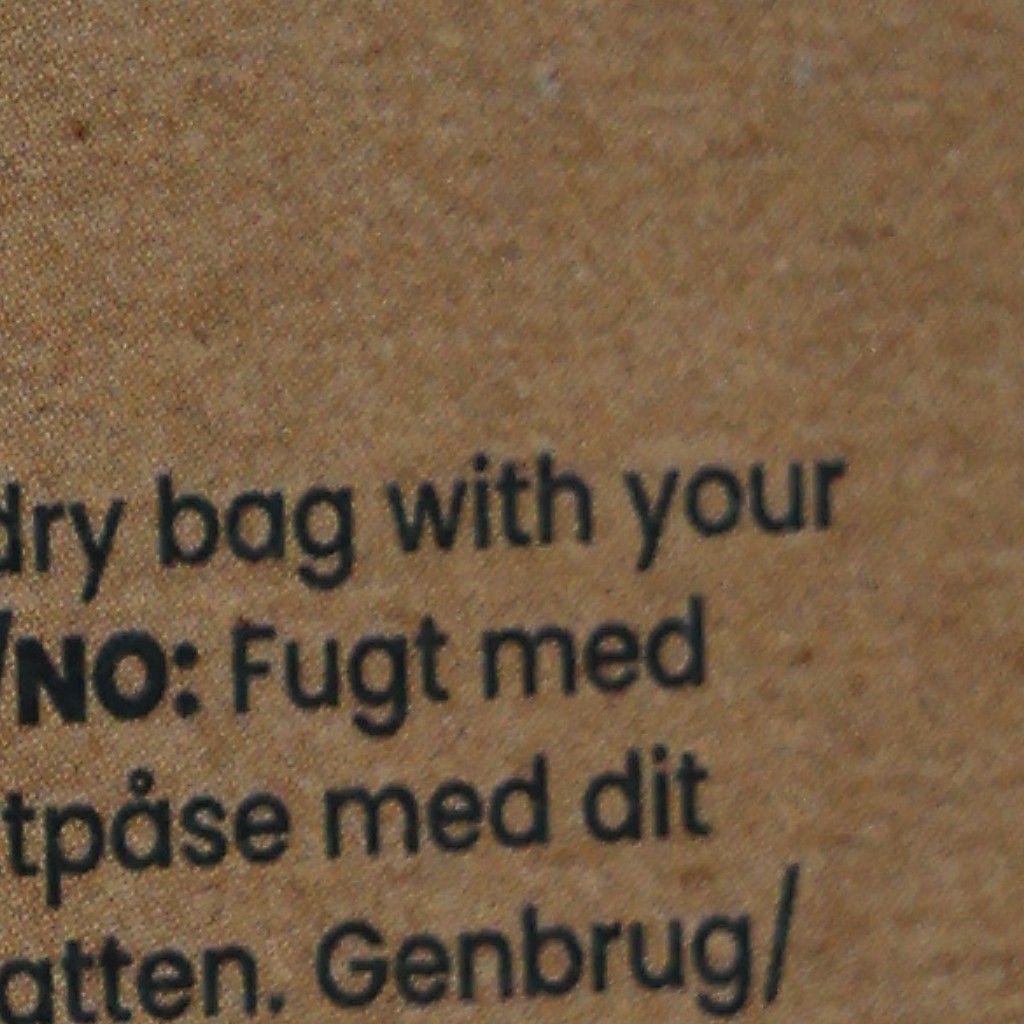 dry bag with your
/NO: Fugt med
tpåse med dit
atten. Genbrug/